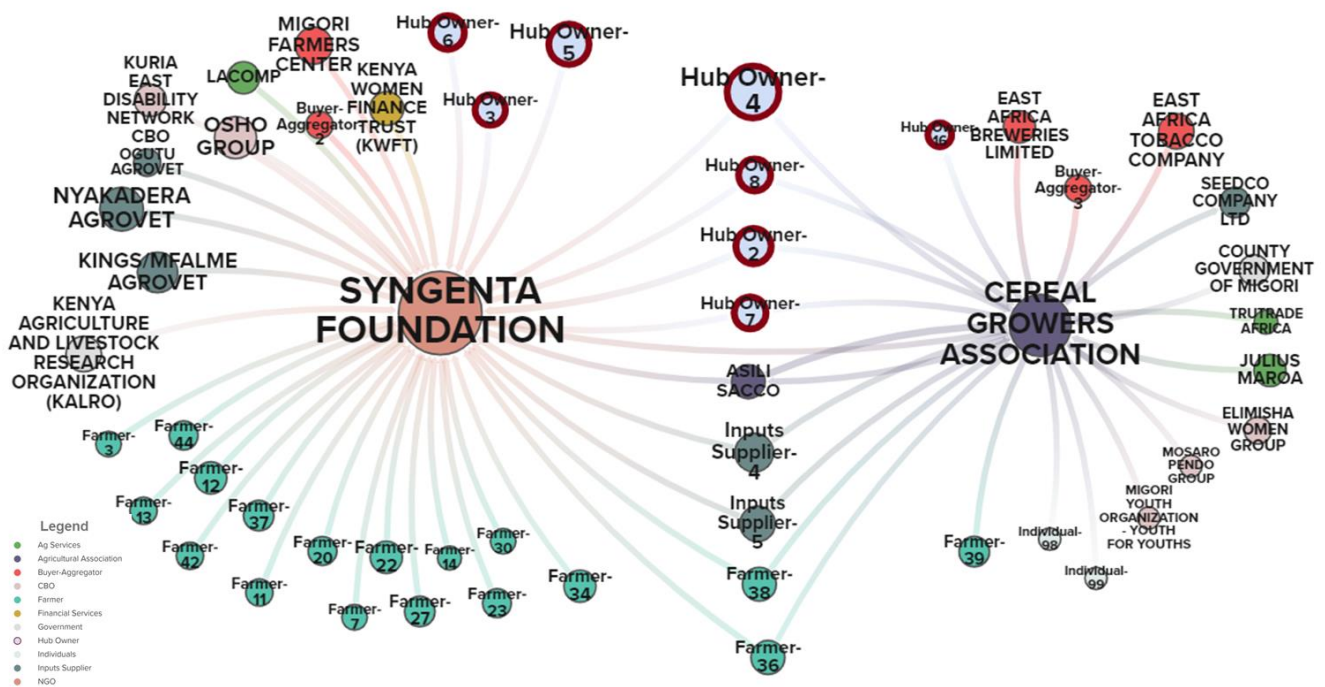 MIGORI
FARMERS
CENTER
Hub Owner-
6
Hub Owner-
5
KURIA
EAST
DISABILITY
NETWORK
CBO
LACOMP
KENYA
WOMEN
FINANCE
TRUST
(KWFT)
Buyer-
Aggregator-
2
Hub Owner-
3
OSHO
GROUP
OGUTU
AGROVET
NYAKADERA
AGROVET
KINGS MFALME
AGROVET
KENYA
AGRICULTURE
AND LIVESTOCK
RESEARCH
ORGANIZATION
(KALRO)
SYNGENTA
FOUNDATION
Hub Owner-
4
Hub Owner-
8
Hub Owner-
2
Hub Owner-
7
ASILI
SACCO
Inputs
Supplier-
4
Inputs
Supplier-
5
Farmer-
38
Farmer-
36
Hub Owner-
16
EAST
AFRICA
BREWERIES
LIMITED
EAST
AFRICA
TOBACCO
COMPANY
Buyer-
Aggregator-
3
SEEDCO
COMPANY
LTD
COUNTY
GOVERNMENT
OF MIGORI
CEREAL
GROWERS
ASSOCIATION
TRUTRADE
AFRICA
JULIUS
MAROA
ELIMISHA
WOMEN
GROUP
MOSARO
PENDO
GROUP
MIGORI
YOUTH
ORGANIZATION
- YOUTH
FOR YOUTHS
Individual-
98
Individual-
99
Farmer-
39
Farmer-
3
Farmer-
44
Farmer-
12
Farmer-
13
Farmer-
37
Farmer-
42
Farmer-
11
Farmer-
20
Farmer-
22
Farmer-
14
Farmer-
30
Farmer-
7
Farmer-
27
Farmer-
23
Farmer-
34
Legend
Ag Services
Agricultural Association
Buyer-Aggregator
CBO
Farmer
Financial Services
Government
Hub Owner
Individuals
Inputs Supplier
NGO